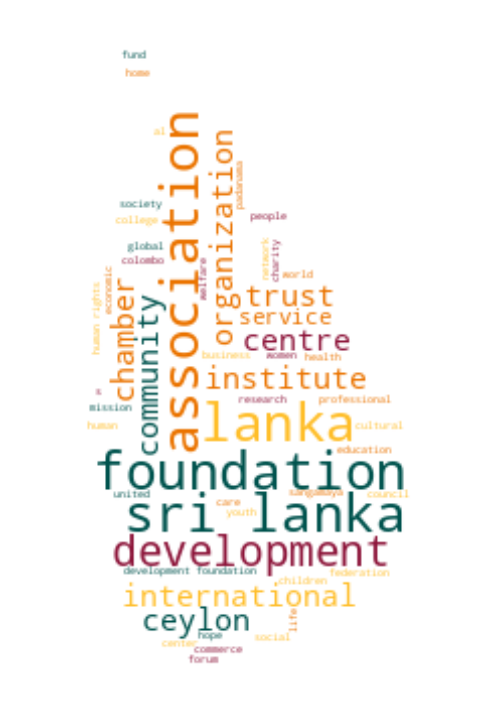 fund
home
al
association
organization
padanama
society
people
college
global
network
charity
colombo
welfare
world
economic
human rights
chamber
community
trust
service
centre
business
women
health
institute
research
professional
mission
lanka
human
cultural
education
foundation
united
sangamaya
council
care
sri lanka
youth
development
development foundation
federation
children
international
life
ceylon
hope
social
center
commerce
forum